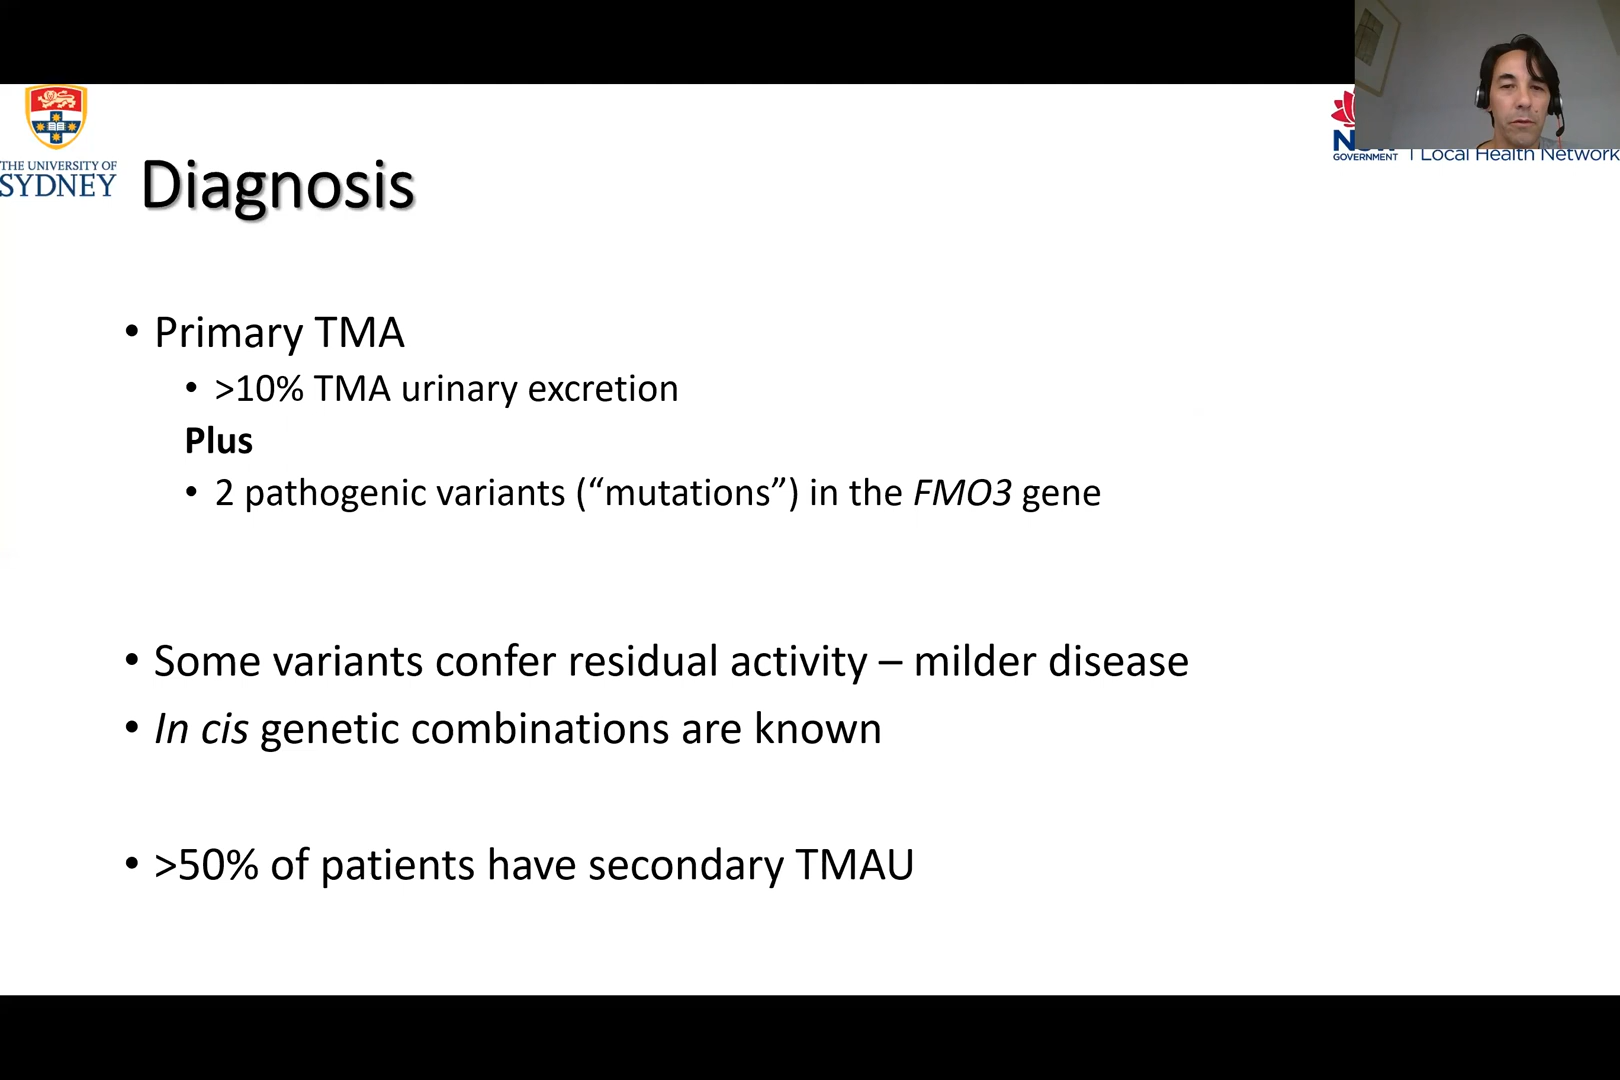 THE UNIVERSITY OF
SYDNEY
GOVERNMENT
Local Health Network
Diagnosis
• Primary TMA
• >10% TMA urinary excretion
Plus
• 2 pathogenic variants (“mutations”) in the FMO3 gene
• Some variants confer residual activity – milder disease
• In cis genetic combinations are known
• >50% of patients have secondary TMAU